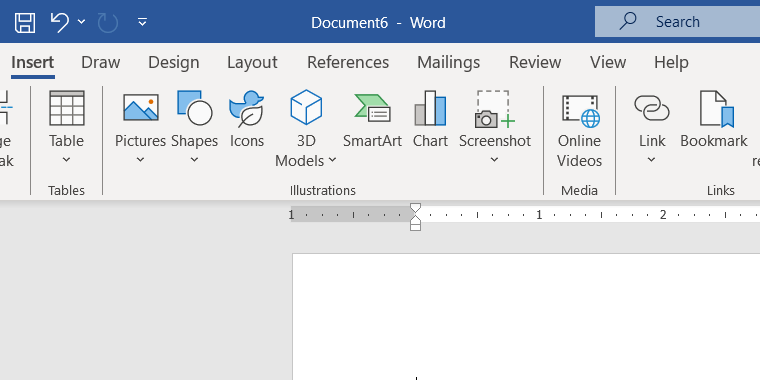 Document6 - Word
Search
Insert Draw Design Layout References Mailings Review View Help
Table
Pictures
Shapes
Icons
3D
Models
SmartArt
Chart
Screenshot
Online
Videos
Link
Bookmark
Tables
Illustrations
Media
Links
1 1 2